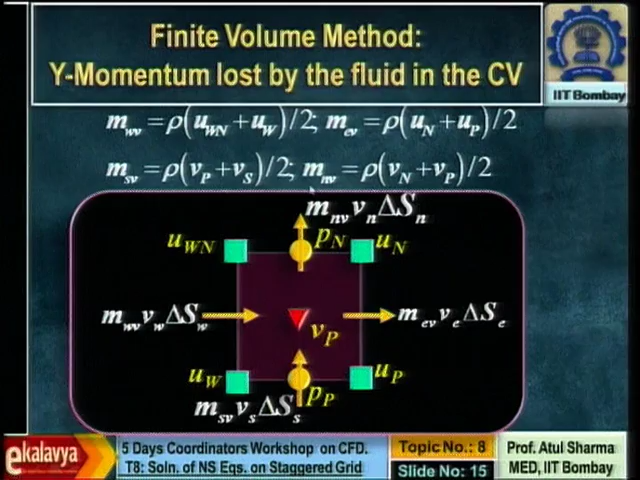 Finite Volume Method:
Y-Momentum lost by the fluid in the CV
IIT Bombay
m_wv = ρ(u_WN + u_W)/2; m_ev = ρ(u_N + u_P)/2
m_sv = ρ(v_P + v_S)/2; m_nv = ρ(v_N + v_P)/2
m_nv v_n ΔS_n
u_WN p_N u_N
m_wv v_w ΔS_w m_ev v_e ΔS_e
v_P
u_W p_P u_P
m_sv v_s ΔS_s
ekalavya
5 Days Coordinators Workshop on CFD.
T8: Soln. of NS Eqs. on Staggered Grid
Topic No.: 8
Slide No: 15
Prof. Atul Sharma
MED, IIT Bombay